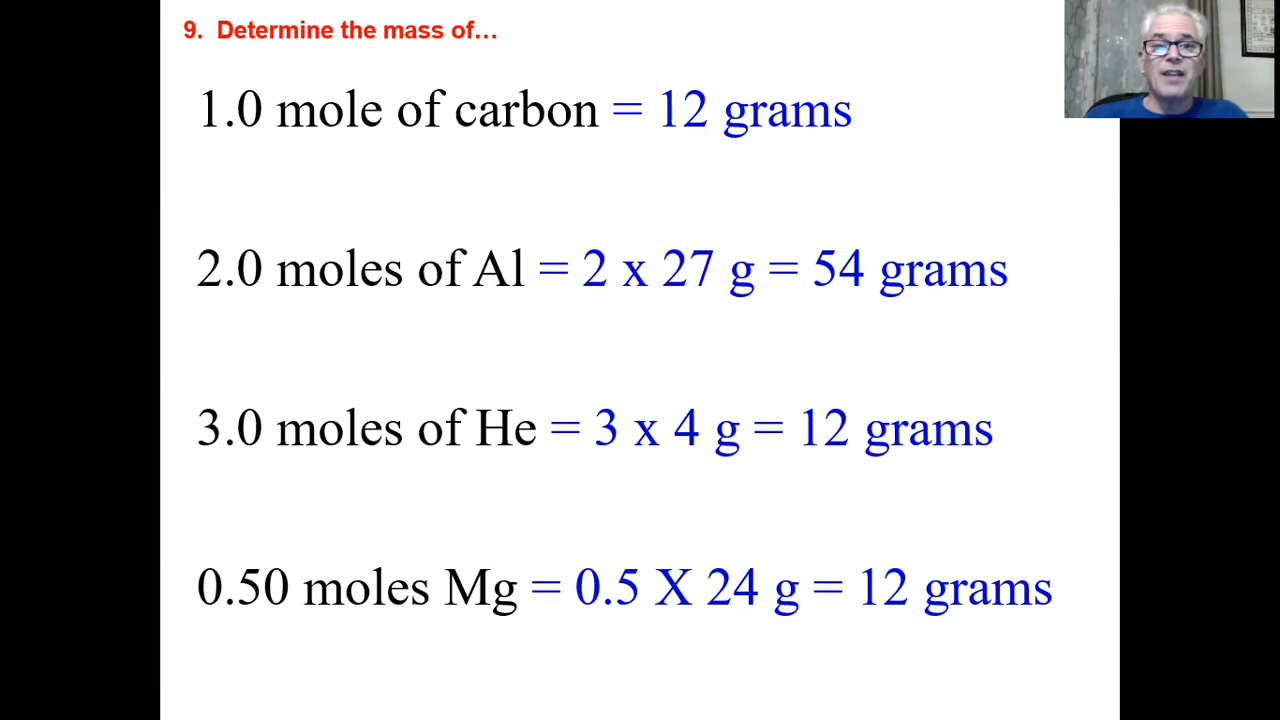 9. Determine the mass of…
1.0 mole of carbon = 12 grams
2.0 moles of Al = 2 x 27 g = 54 grams
3.0 moles of He = 3 x 4 g = 12 grams
0.50 moles Mg = 0.5 X 24 g = 12 grams